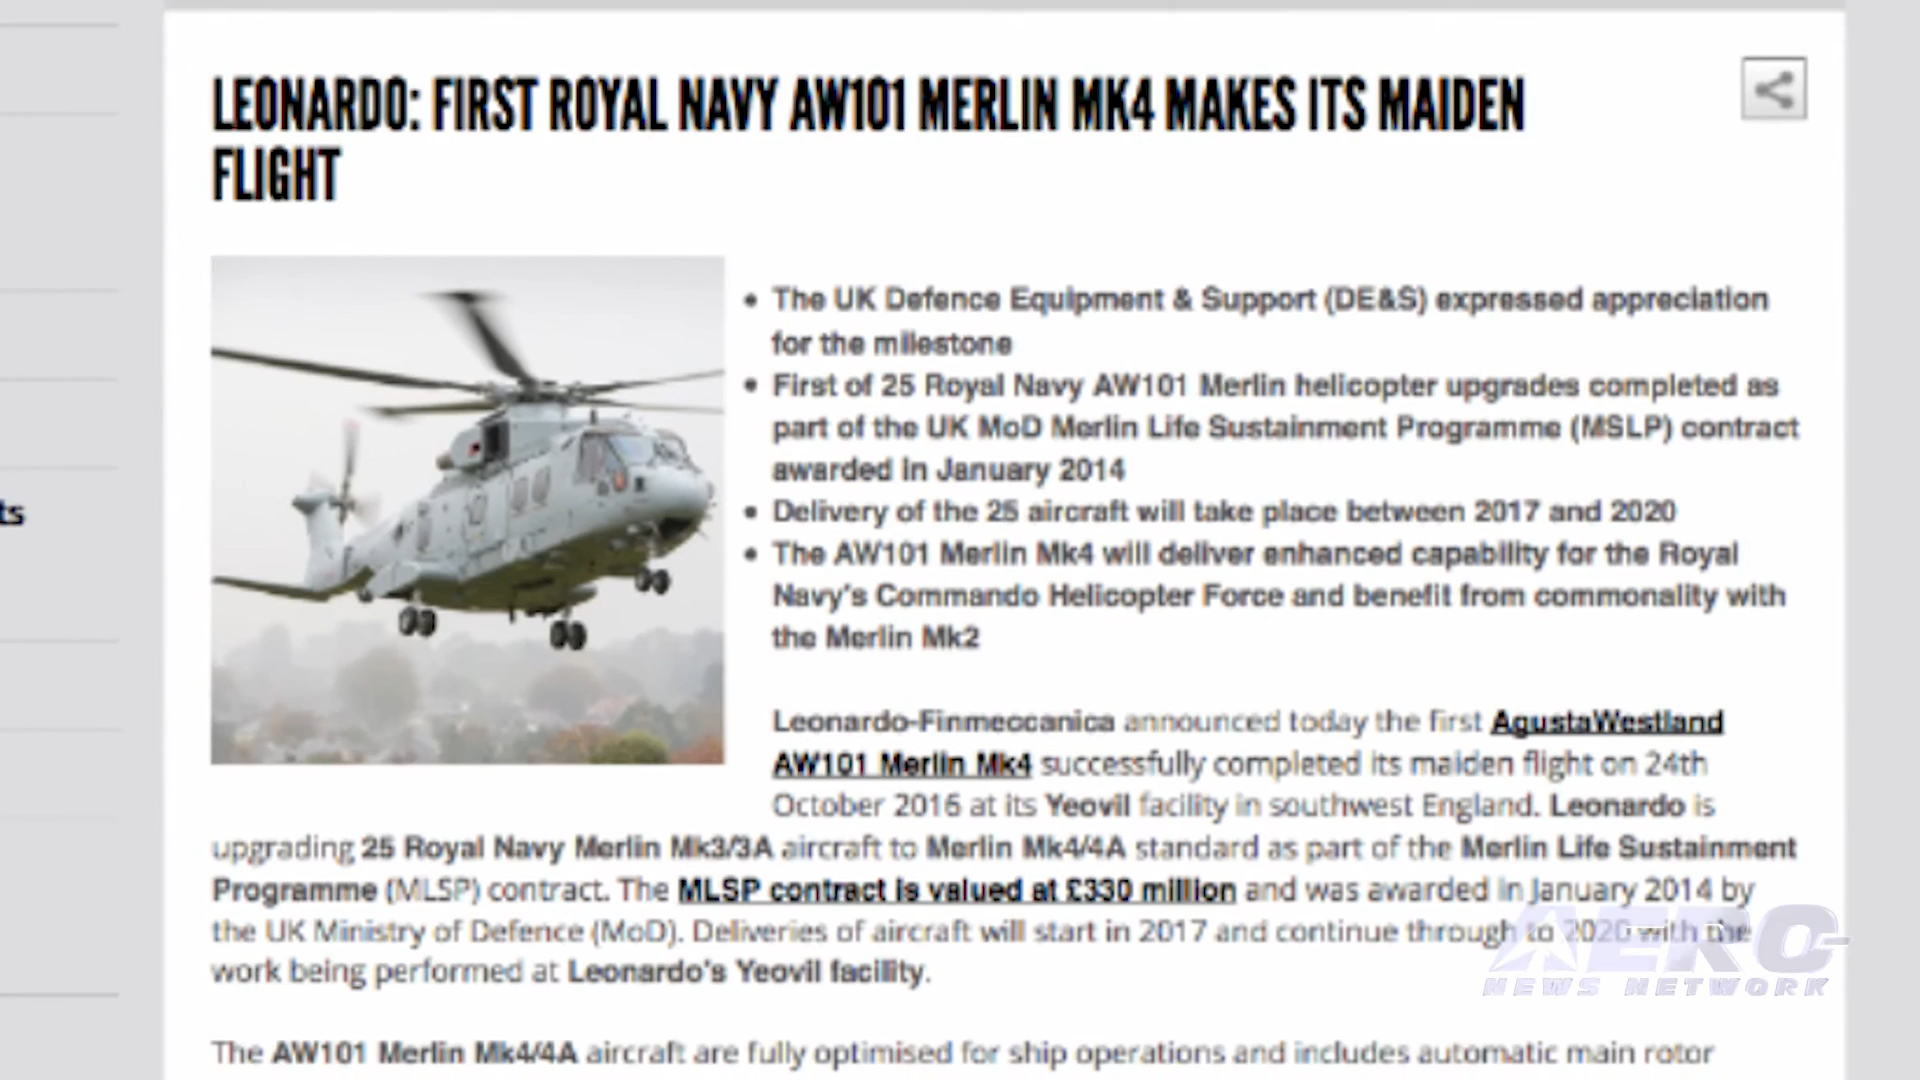 LEONARDO: FIRST ROYAL NAVY AW101 MERLIN MK4 MAKES ITS MAIDEN
FLIGHT
• The UK Defence Equipment & Support (DE&S) expressed appreciation
for the milestone
• First of 25 Royal Navy AW101 Merlin helicopter upgrades completed as
part of the UK MoD Merlin Life Sustainment Programme (MSLP) contract
awarded in January 2014
ts
• Delivery of the 25 aircraft will take place between 2017 and 2020
• The AW101 Merlin Mk4 will deliver enhanced capability for the Royal
Navy's Commando Helicopter Force and benefit from commonality with
the Merlin Mk2
Leonardo-Finmeccanica announced today the first AgustaWestland
AW101 Merlin Mk4 successfully completed its maiden flight on 24th
October 2016 at its Yeovil facility in southwest England. Leonardo is
upgrading 25 Royal Navy Merlin Mk3/3A aircraft to Merlin Mk4/4A standard as part of the Merlin Life Sustainment
Programme (MLSP) contract. The MLSP contract is valued at £330 million and was awarded in January 2014 by
the UK Ministry of Defence (MoD). Deliveries of aircraft will start in 2017 and continue through to 2020 with the
work being performed at Leonardo's Yeovil facility.
AERO
NEWS NETWORK
The AW101 Merlin Mk4/4A aircraft are fully optimised for ship operations and includes automatic main rotor